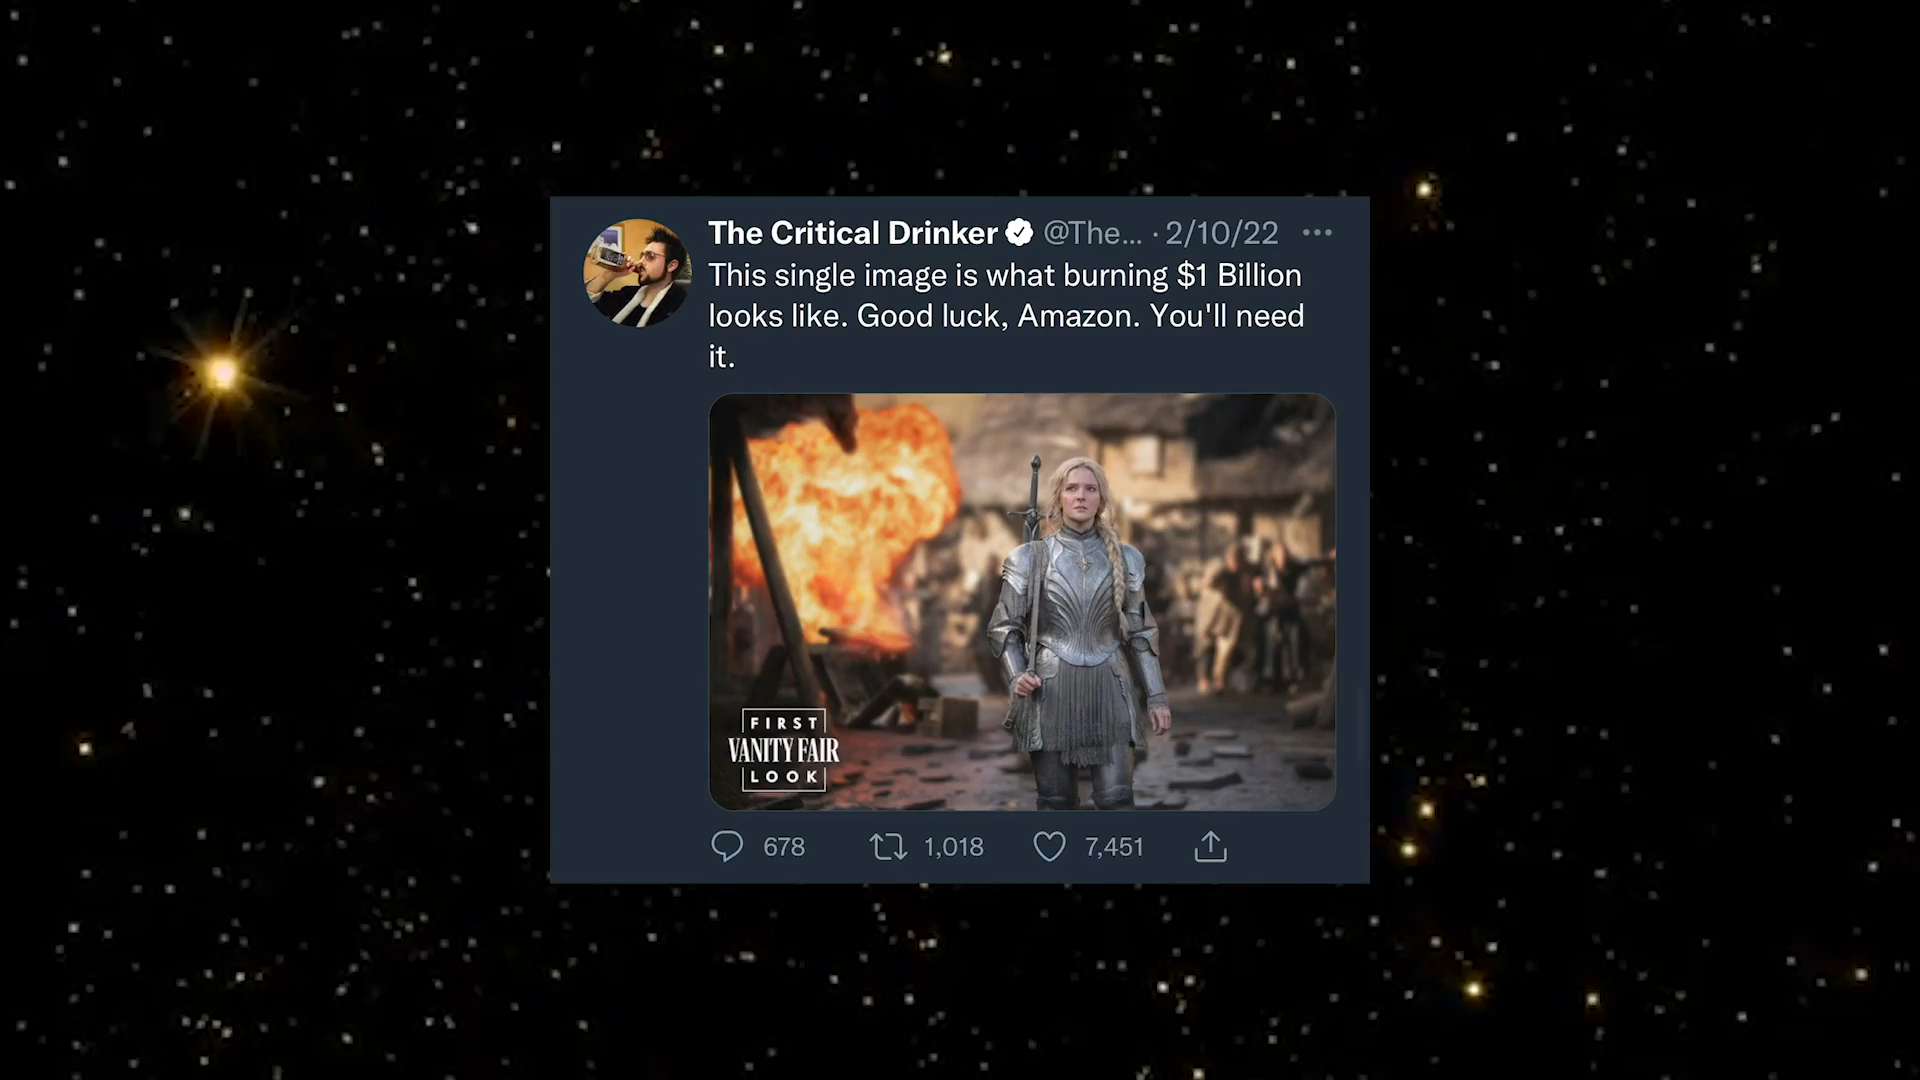 The Critical Drinker @The... · 2/10/22
This single image is what burning $1 Billion
looks like. Good luck, Amazon. You'll need
it.
FIRST
VANITY FAIR
LOOK
678 1,018 7,451